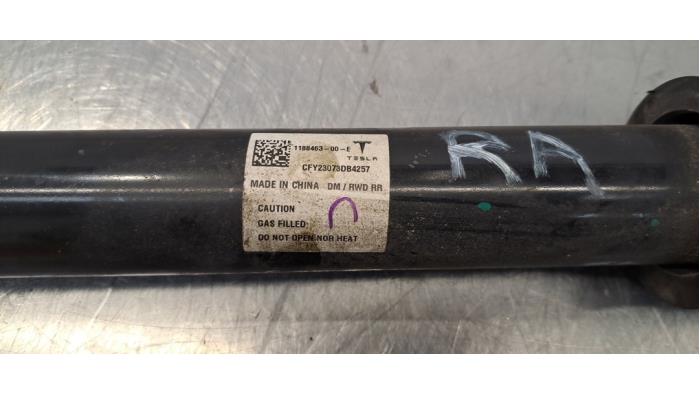 1188463-00-E
TESLA
CFY23073DB4257
MADE IN CHINA DM / RWD RR
CAUTION
GAS FILLED
DO NOT OPEN NOR HEAT
RA